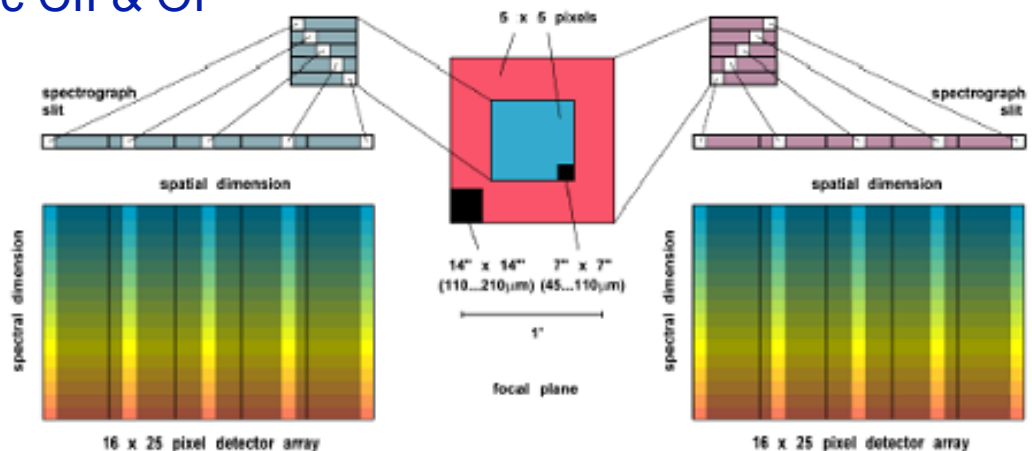 5 x 5 pixels
spectrograph
slit
spectrograph
slit
spatial dimension
spatial dimension
spectral dimension
spectral dimension
14" x 14"
7" x 7"
(110...210µm)
(45...110µm)
1'
focal plane
16 x 25 pixel detector array
16 x 25 pixel detector array